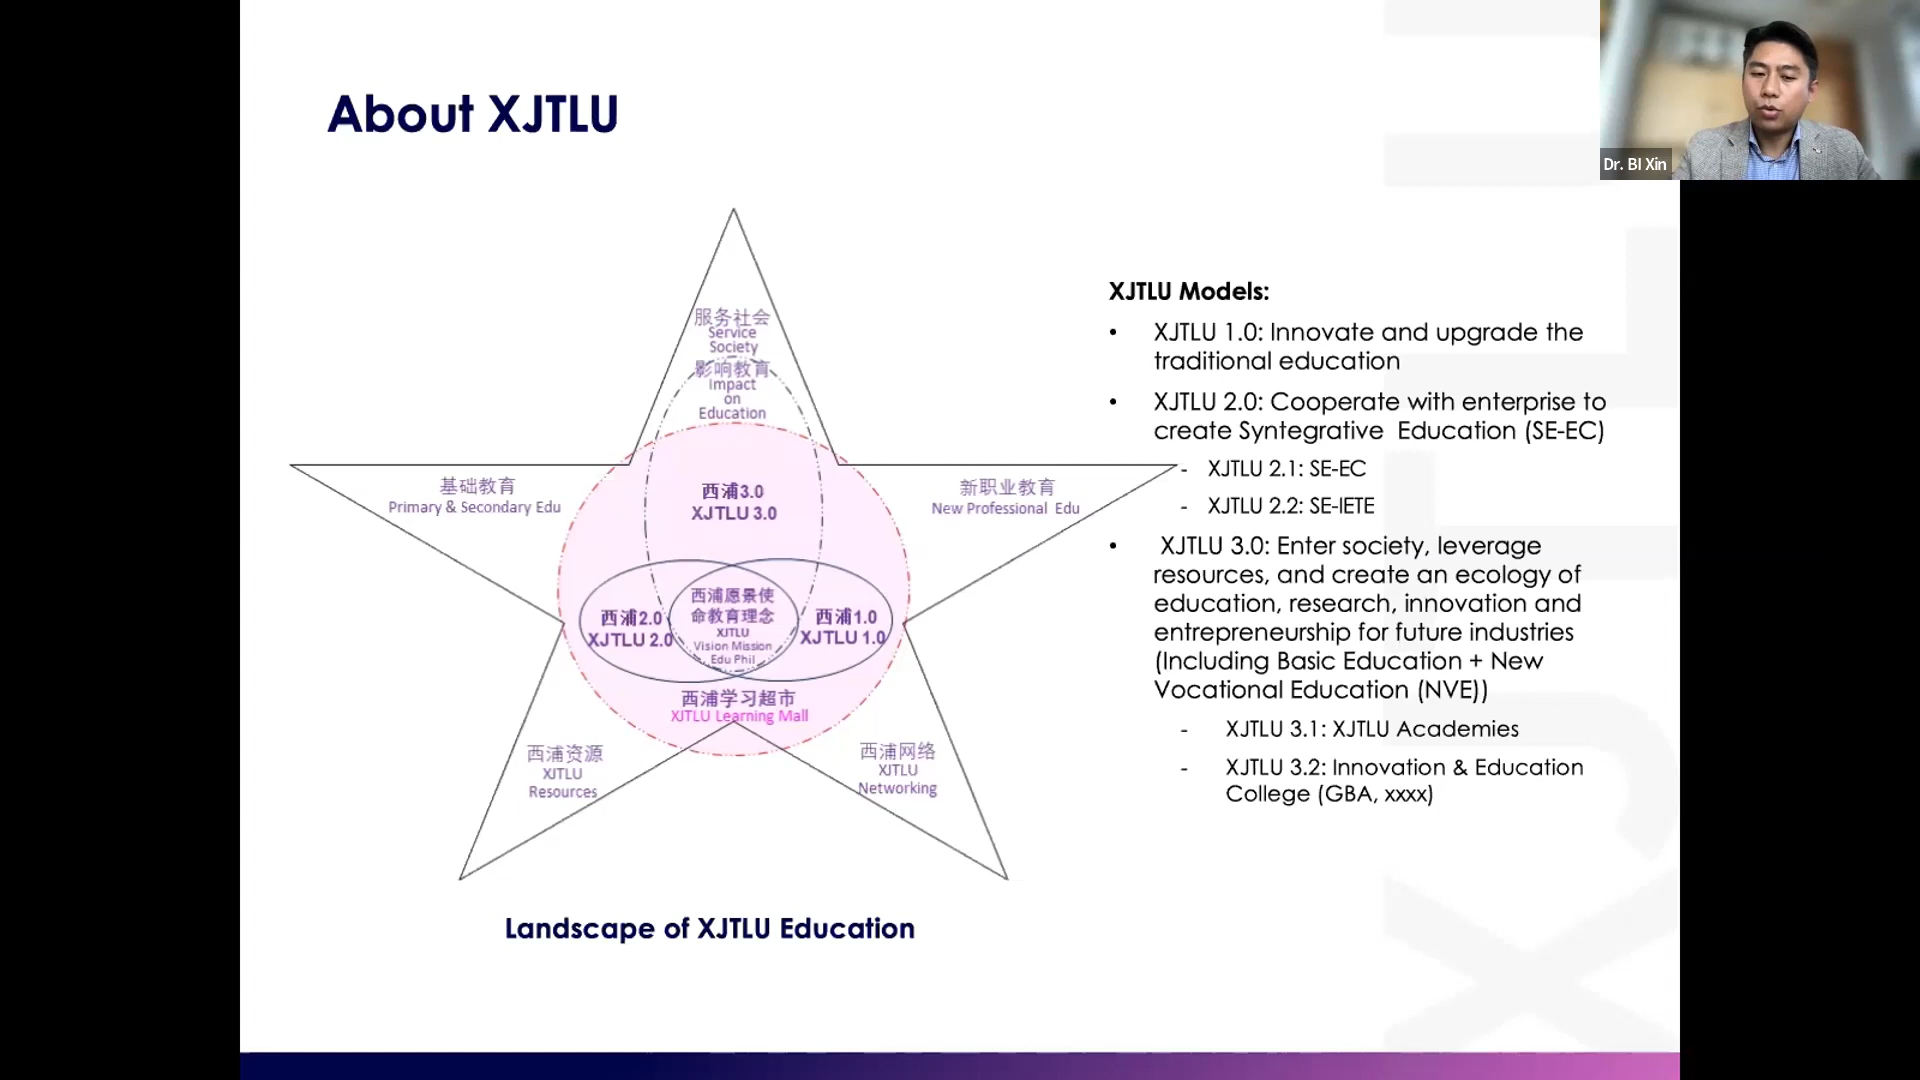 About XJTLU
Dr. BI Xin
服务社会
Service
Society
影响教育
Impact
on
Education
基础教育
Primary & Secondary Edu
新职业教育
New Professional Edu
西浦3.0
XJTLU 3.0
西浦2.0
XJTLU 2.0
西浦愿景使
命教育理念
XJTLU
Vision Mission
Edu Phil
西浦1.0
XJTLU 1.0
西浦学习超市
XJTLU Learning Mall
西浦资源
XJTLU
Resources
西浦网络
XJTLU
Networking
Landscape of XJTLU Education
XJTLU Models:
• XJTLU 1.0: Innovate and upgrade the
traditional education
• XJTLU 2.0: Cooperate with enterprise to
create Syntegrative Education (SE-EC)
- XJTLU 2.1: SE-EC
- XJTLU 2.2: SE-IETE
• XJTLU 3.0: Enter society, leverage
resources, and create an ecology of
education, research, innovation and
entrepreneurship for future industries
(Including Basic Education + New
Vocational Education (NVE))
- XJTLU 3.1: XJTLU Academies
- XJTLU 3.2: Innovation & Education
College (GBA, xxxx)
XJTLU